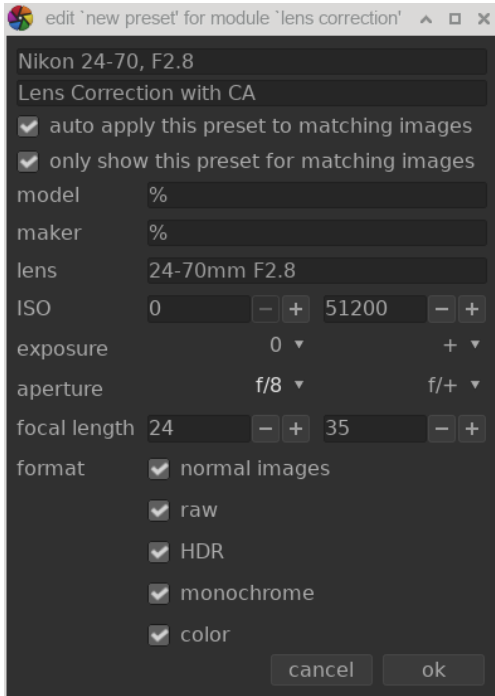 edit `new preset' for module `lens correction'
Nikon 24-70, F2.8
Lens Correction with CA
auto apply this preset to matching images
only show this preset for matching images
model %
maker %
lens 24-70mm F2.8
ISO 0 − + 51200 − +
exposure 0 ▾ + ▾
aperture f/8 ▾ f/+ ▾
focal length 24 − + 35 − +
format normal images
raw
HDR
monochrome
color
cancel ok